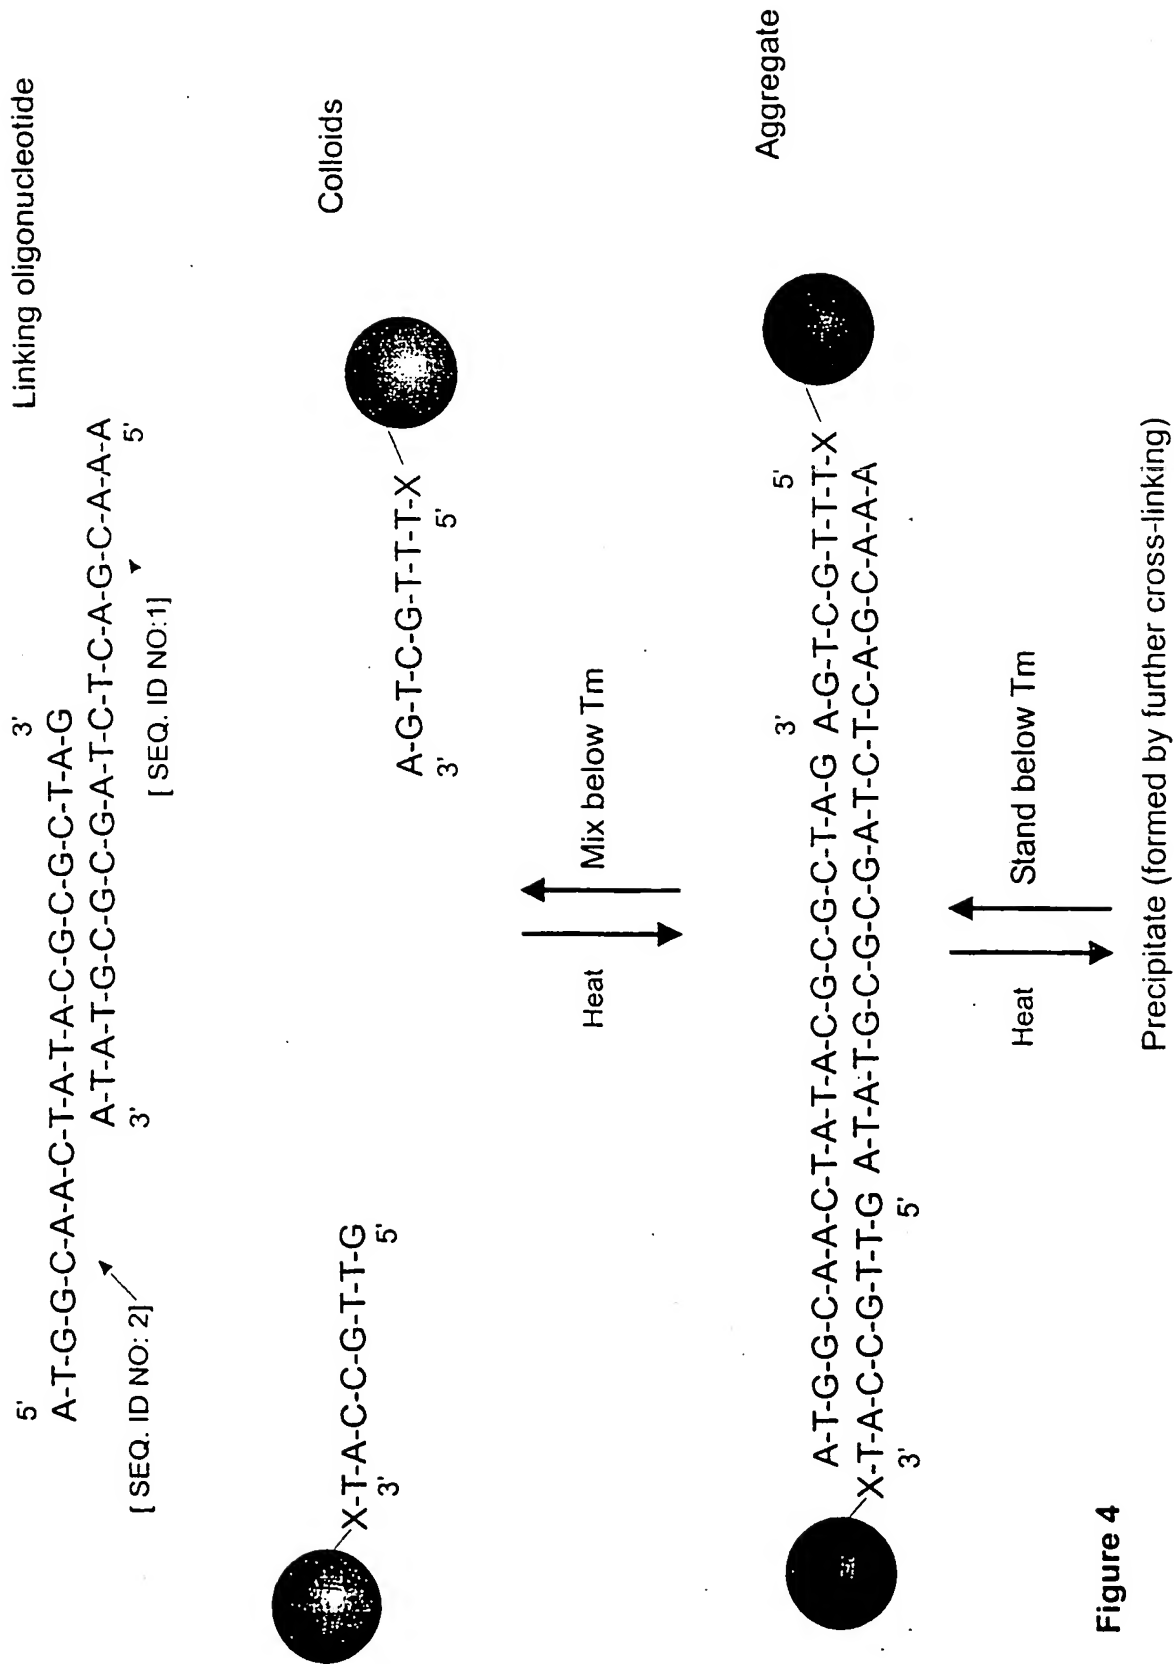 Linking oligonucleotide
5' 3'
A-T-G-G-C-A-A-C-T-A-T-A-C-G-C-G-C-T-A-G
A-T-A-T-G-C-G-C-G-A-T-C-T-C-A-G-C-A-A-A
3' 5'
[SEQ. ID NO: 2]
[SEQ. ID NO:1]
Colloids
X-T-A-C-C-G-T-T-G
3' 5'
A-G-T-C-G-T-T-T-X
3' 5'
Heat
Mix below Tm
Aggregate
3' 5'
A-T-G-G-C-A-A-C-T-A-T-A-C-G-C-G-C-T-A-G A-G-T-C-G-T-T-T-X
X-T-A-C-C-G-T-T-G A-T-A-T-G-C-G-C-G-A-T-C-T-C-A-G-C-A-A-A
3' 5'
Heat
Stand below Tm
Precipitate (formed by further cross-linking)
Figure 4